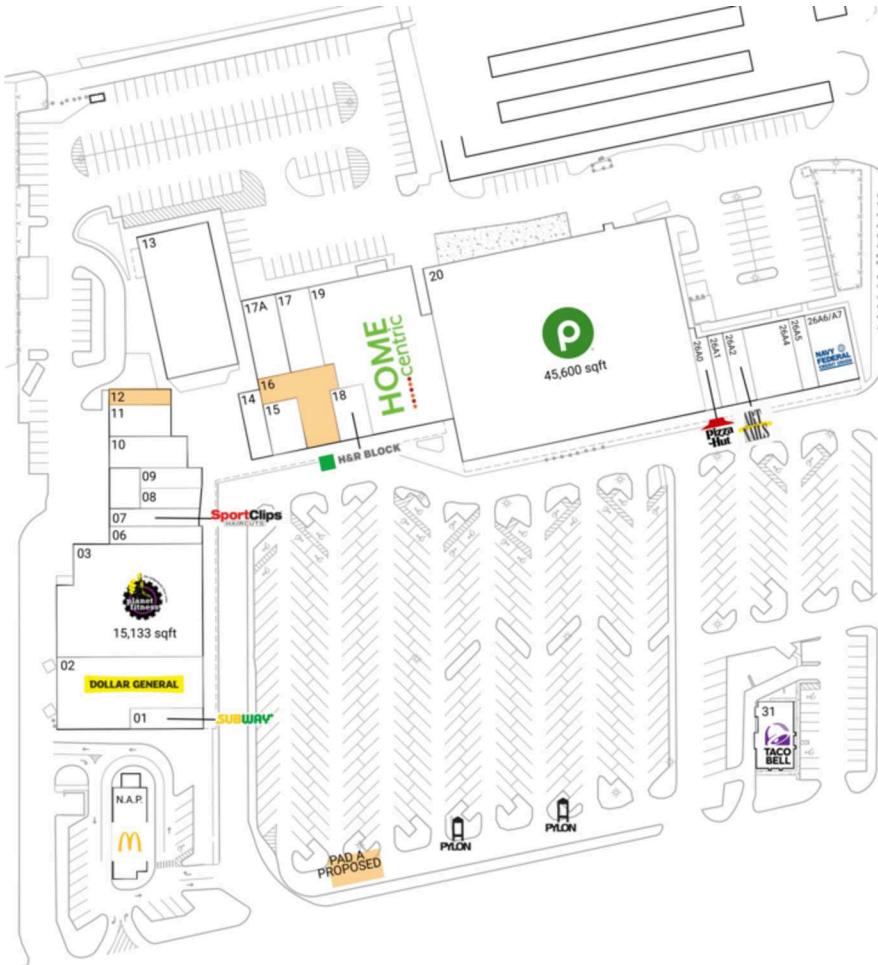 13
20
17A
17
19
HOME
centric
45,600 sqft
26A0
26A1
26A2
26A4
26A5
26A6/A7
NAVY
FEDERAL
CREDIT UNION
Pizza
Hut
ART
NAILS
12
11
10
09
08
07
06
14
16
15
18
H&R BLOCK
SportClips
HAIRCUTS
03
planet
fitness
15,133 sqft
02
DOLLAR GENERAL
01
SUBWAY
31
TACO
BELL
N.A.P.
PYLON
PYLON
PAD A
PROPOSED